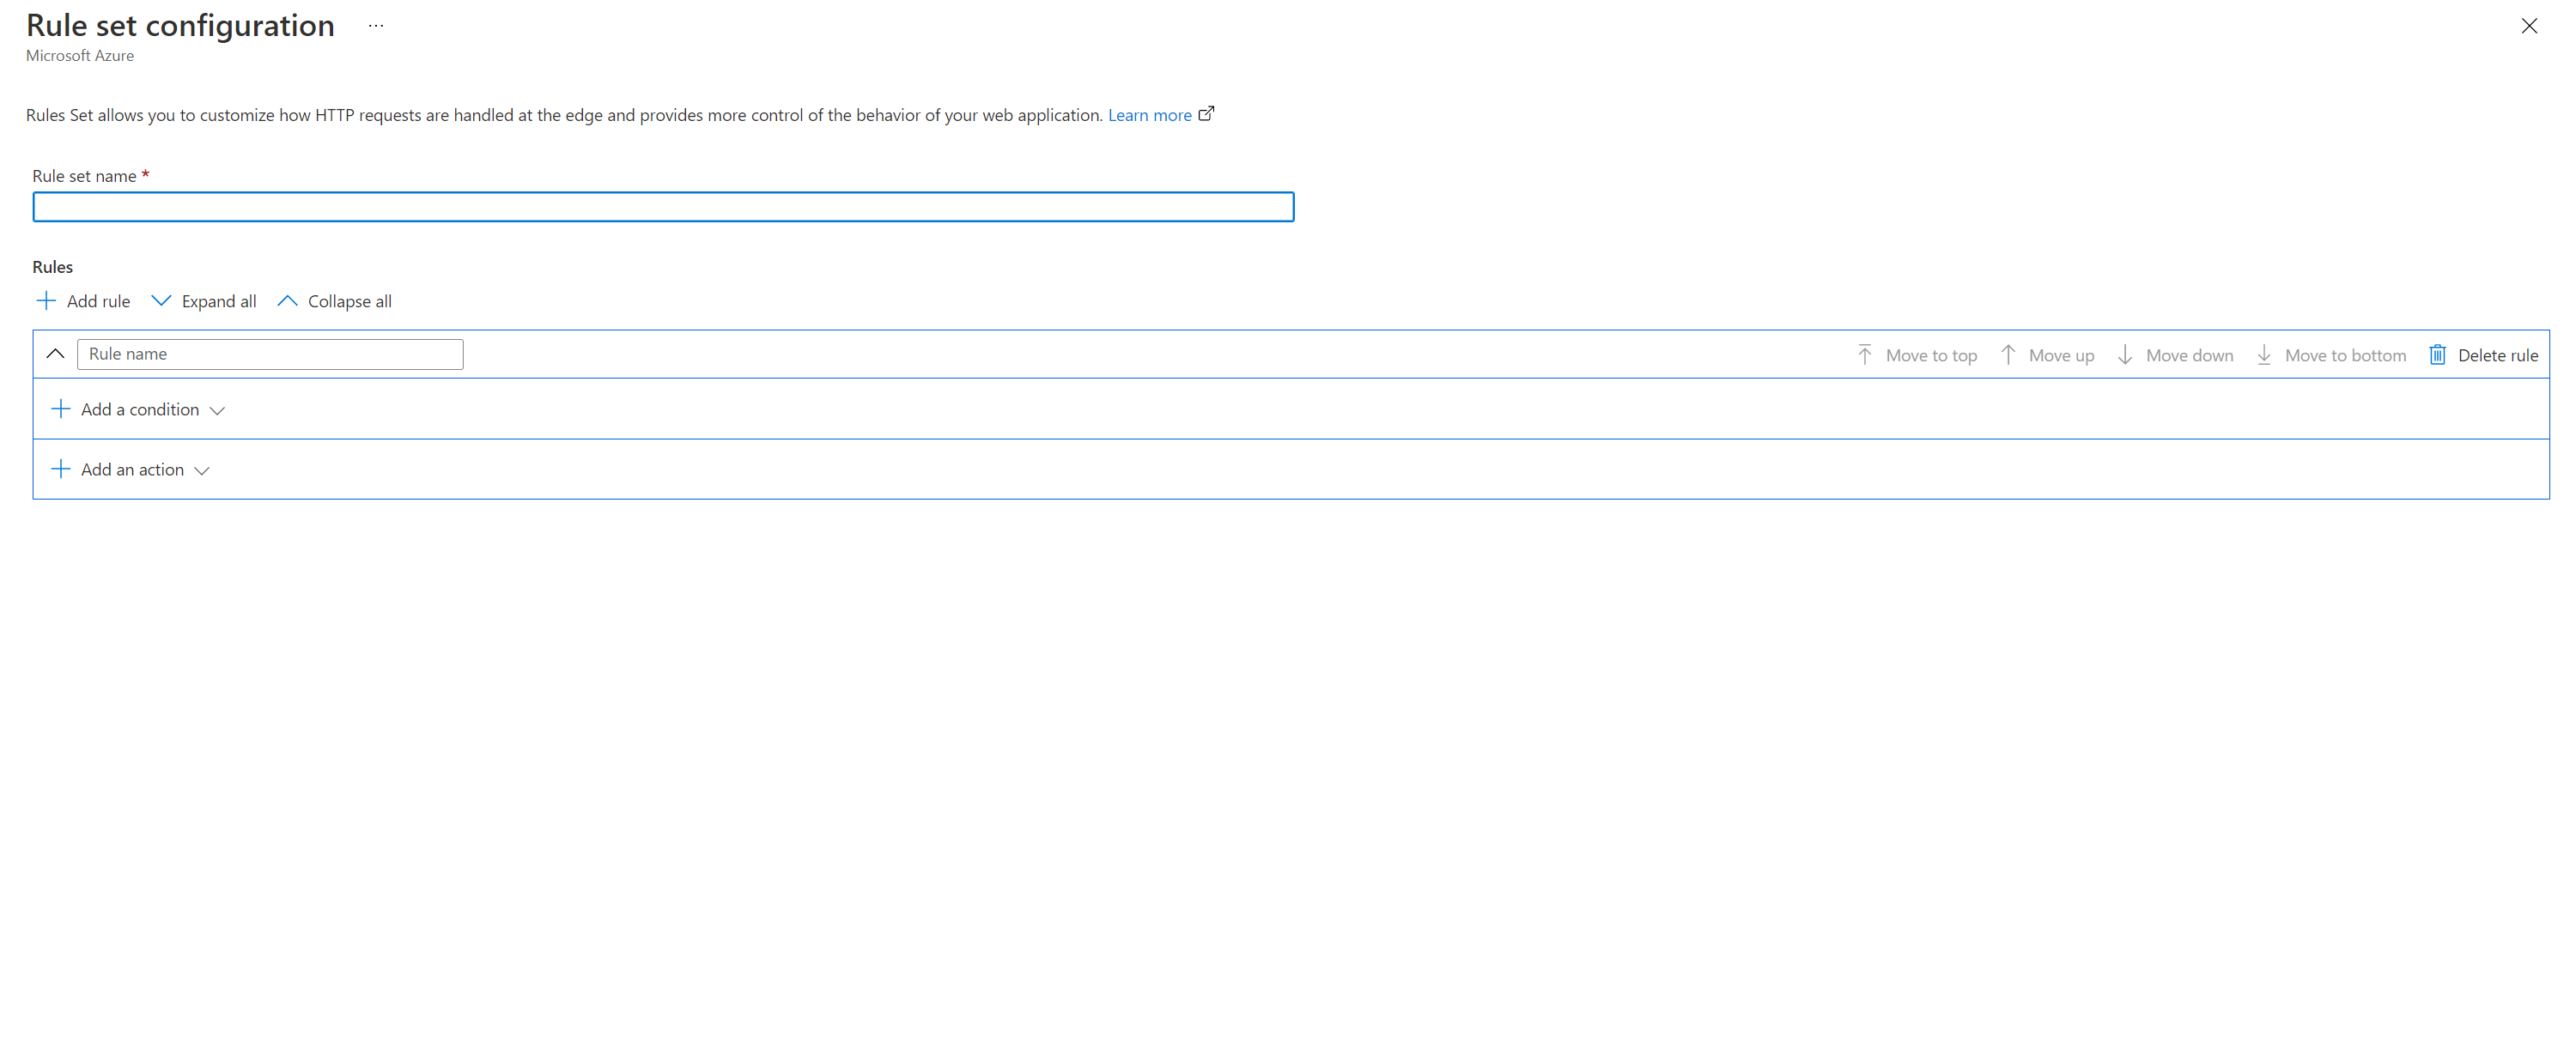 Rule set configuration ...
Microsoft Azure
Rules Set allows you to customize how HTTP requests are handled at the edge and provides more control of the behavior of your web application. Learn more
Rule set name *
Rules
Add rule Expand all Collapse all
Rule name Move to top Move up Move down Move to bottom Delete rule
Add a condition
Add an action